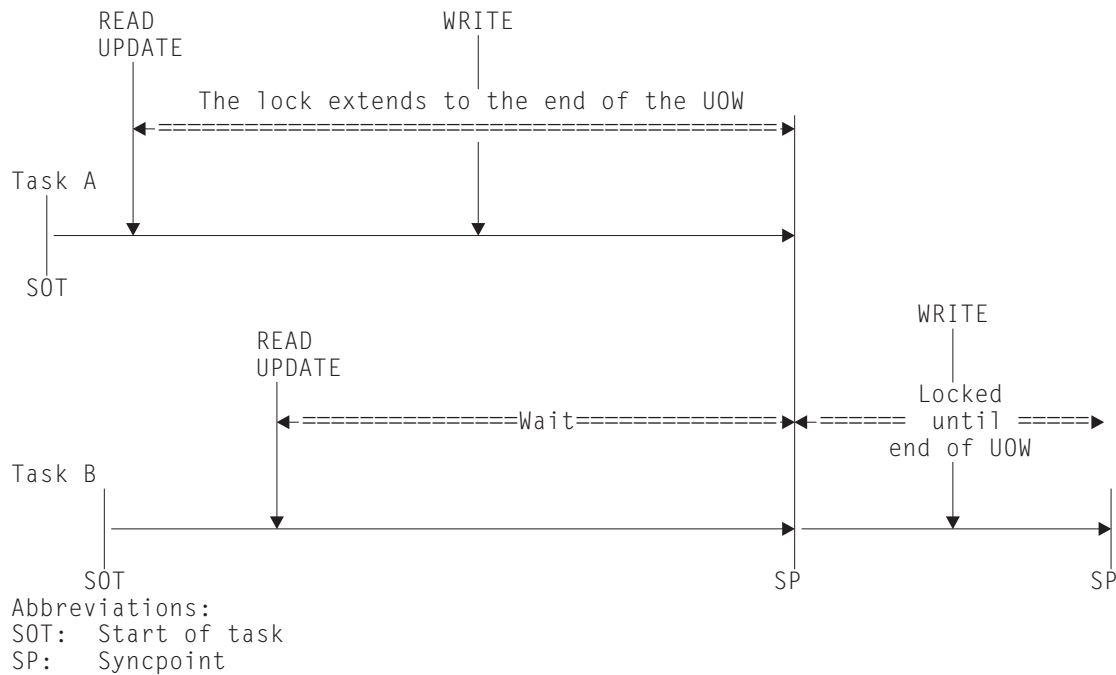 READ
UPDATE
WRITE
The lock extends to the end of the UOW
Task A
SOT
WRITE
READ
UPDATE
Wait
Locked
until
end of UOW
Task B
SOT
SP
SP
Abbreviations:
SOT: Start of task
SP: Syncpoint